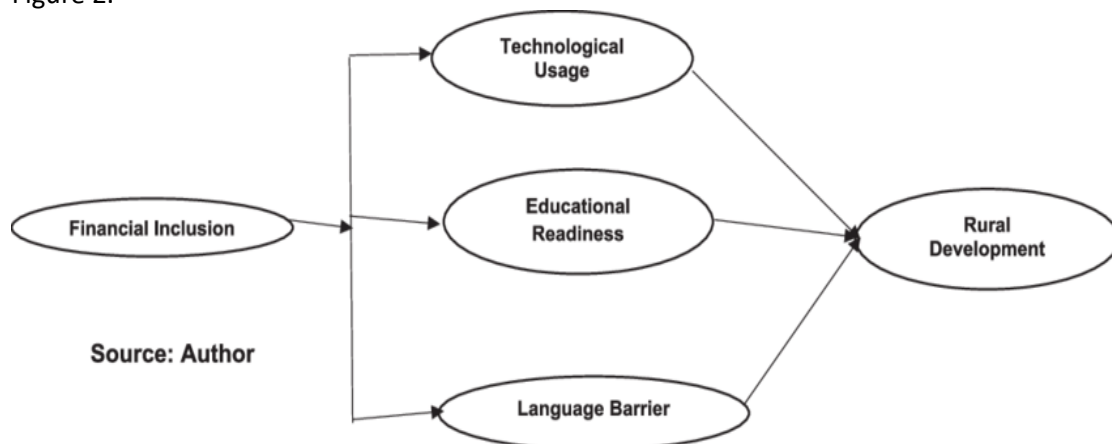 Figure 2.
Technological
Usage
Financial Inclusion
Educational
Readiness
Rural
Development
Source: Author
Language Barrier